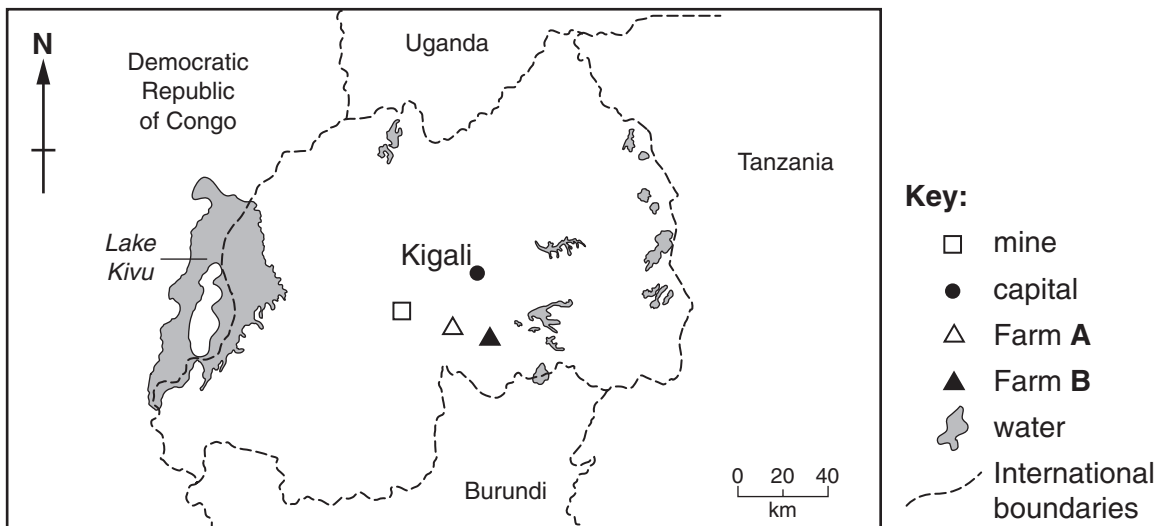 N
Democratic
Republic
of Congo
Uganda
Tanzania
Lake
Kivu
Kigali
Burundi
0 20 40
km
Key:
mine
capital
Farm A
Farm B
water
International
boundaries